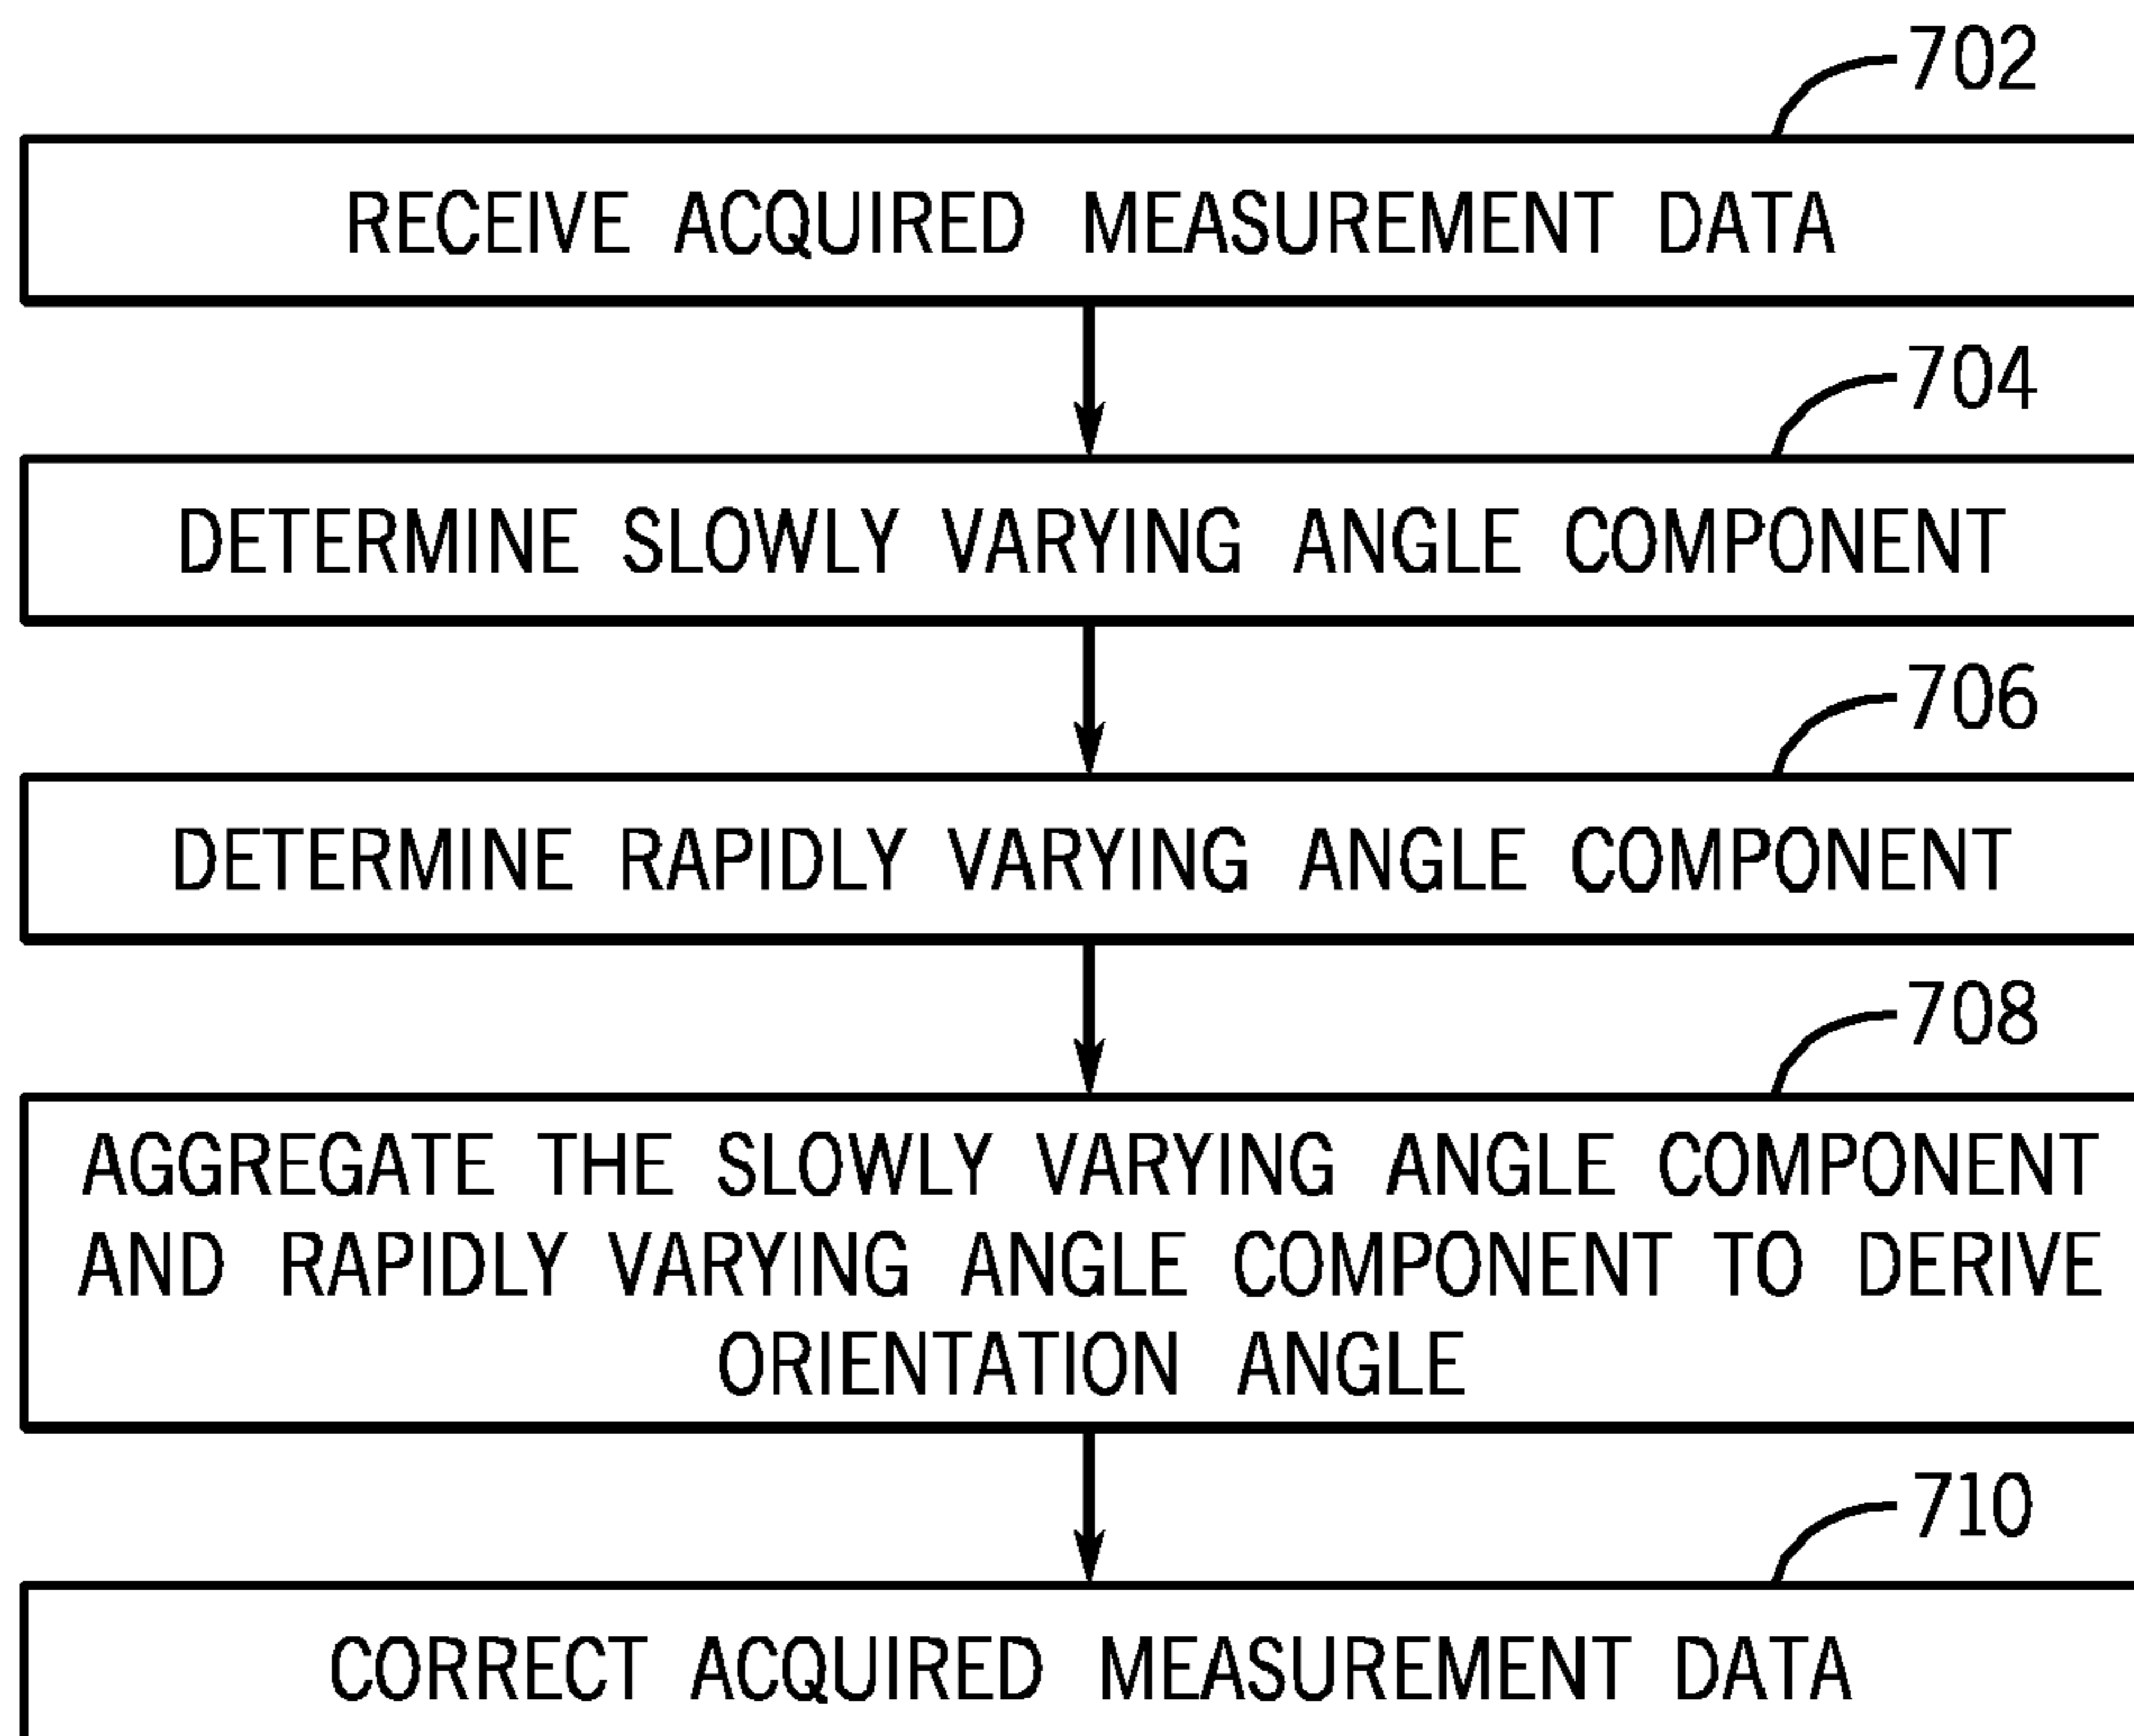 702
RECEIVE ACQUIRED MEASUREMENT DATA
704
DETERMINE SLOWLY VARYING ANGLE COMPONENT
706
DETERMINE RAPIDLY VARYING ANGLE COMPONENT
708
AGGREGATE THE SLOWLY VARYING ANGLE COMPONENT
AND RAPIDLY VARYING ANGLE COMPONENT TO DERIVE
ORIENTATION ANGLE
710
CORRECT ACQUIRED MEASUREMENT DATA